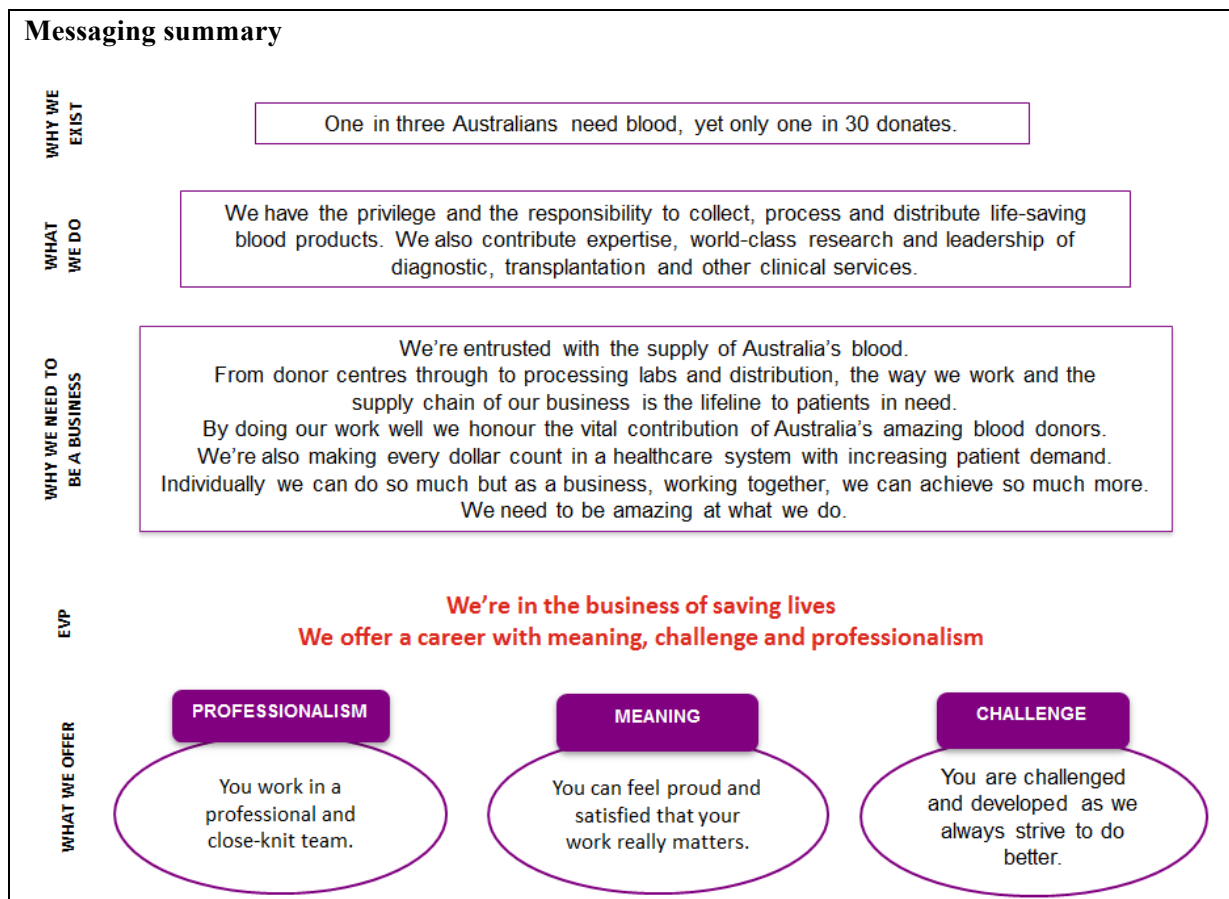 Messaging summary
WHY WE
EXIST
One in three Australians need blood, yet only one in 30 donates.
WHAT
WE DO
We have the privilege and the responsibility to collect, process and distribute life-saving
blood products. We also contribute expertise, world-class research and leadership of
diagnostic, transplantation and other clinical services.
WHY WE NEED TO
BE A BUSINESS
We're entrusted with the supply of Australia's blood.
From donor centres through to processing labs and distribution, the way we work and the
supply chain of our business is the lifeline to patients in need.
By doing our work well we honour the vital contribution of Australia's amazing blood donors.
We're also making every dollar count in a healthcare system with increasing patient demand.
Individually we can do so much but as a business, working together, we can achieve so much more.
We need to be amazing at what we do.
EVP
We're in the business of saving lives
We offer a career with meaning, challenge and professionalism
WHAT WE OFFER
PROFESSIONALISM
You work in a
professional and
close-knit team.
MEANING
You can feel proud and
satisfied that your
work really matters.
CHALLENGE
You are challenged
and developed as we
always strive to do
better.